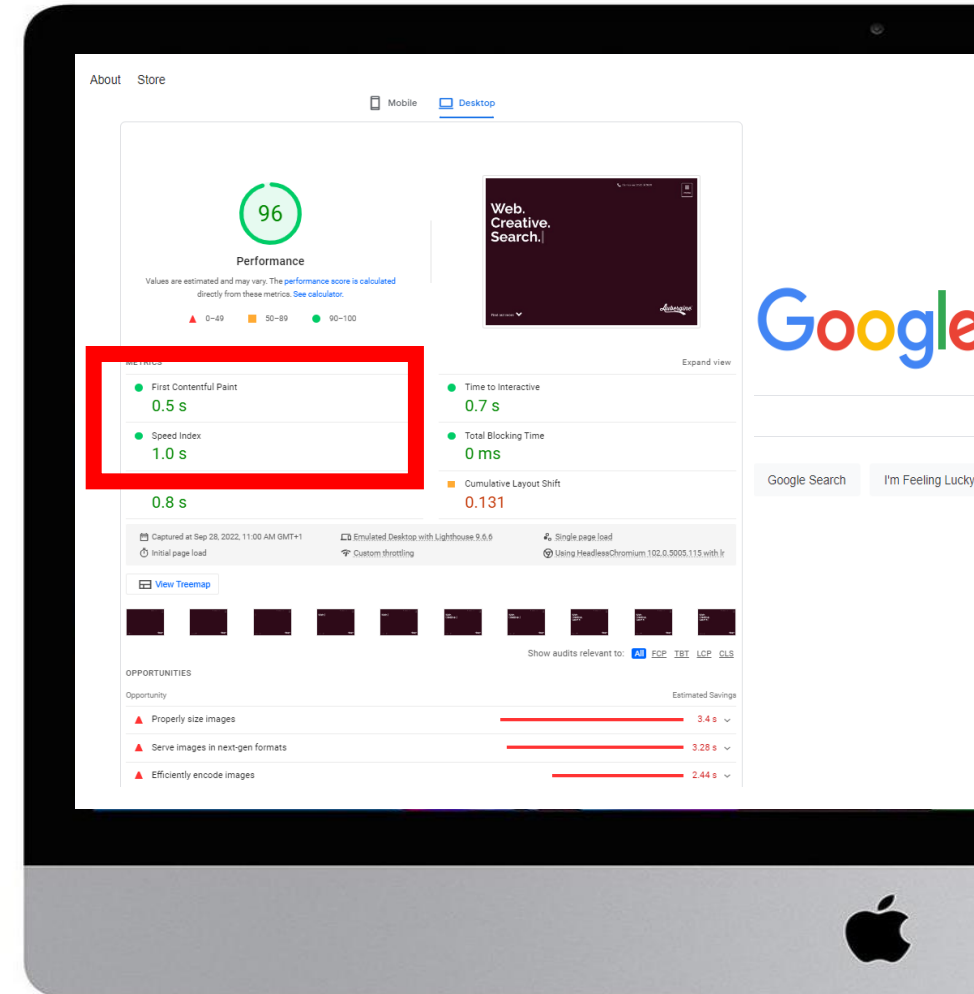 About Store
Mobile Desktop
96
Performance
Values are estimated and may vary. The performance score is calculated
directly from these metrics. See calculator.
0–49 50–89 90–100
Web.
Creative.
Search.
Aubergine
METRICS
Expand view
First Contentful Paint
0.5 s
Time to Interactive
0.7 s
Speed Index
1.0 s
Total Blocking Time
0 ms
0.8 s
Cumulative Layout Shift
0.131
Captured at Sep 28, 2022, 11:00 AM GMT+1
Emulated Desktop with Lighthouse 9.6.6
Single page load
Initial page load
Custom throttling
Using HeadlessChromium 102.0.5005.115 with lr
View Treemap
Show audits relevant to: All FCP TBT LCP CLS
OPPORTUNITIES
Opportunity Estimated Savings
Properly size images 3.4 s
Serve images in next-gen formats 3.28 s
Efficiently encode images 2.44 s
Google
Google Search I'm Feeling Lucky